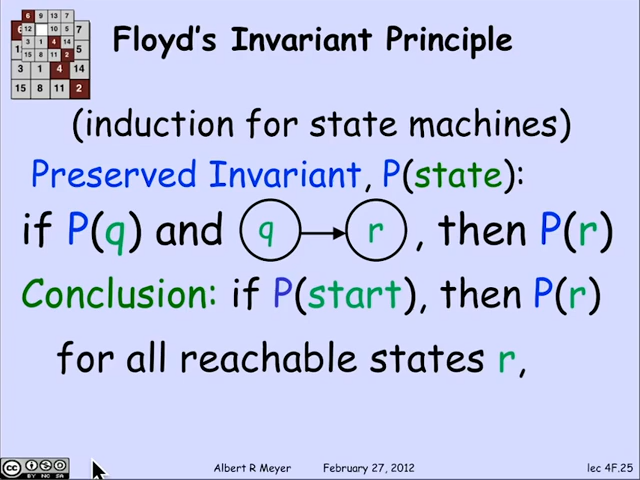 Floyd's Invariant Principle
(induction for state machines)
Preserved Invariant, P(state):
if P(q) and q → r , then P(r)
Conclusion: if P(start), then P(r)
for all reachable states r,
Albert R Meyer February 27, 2012 lec 4F.25